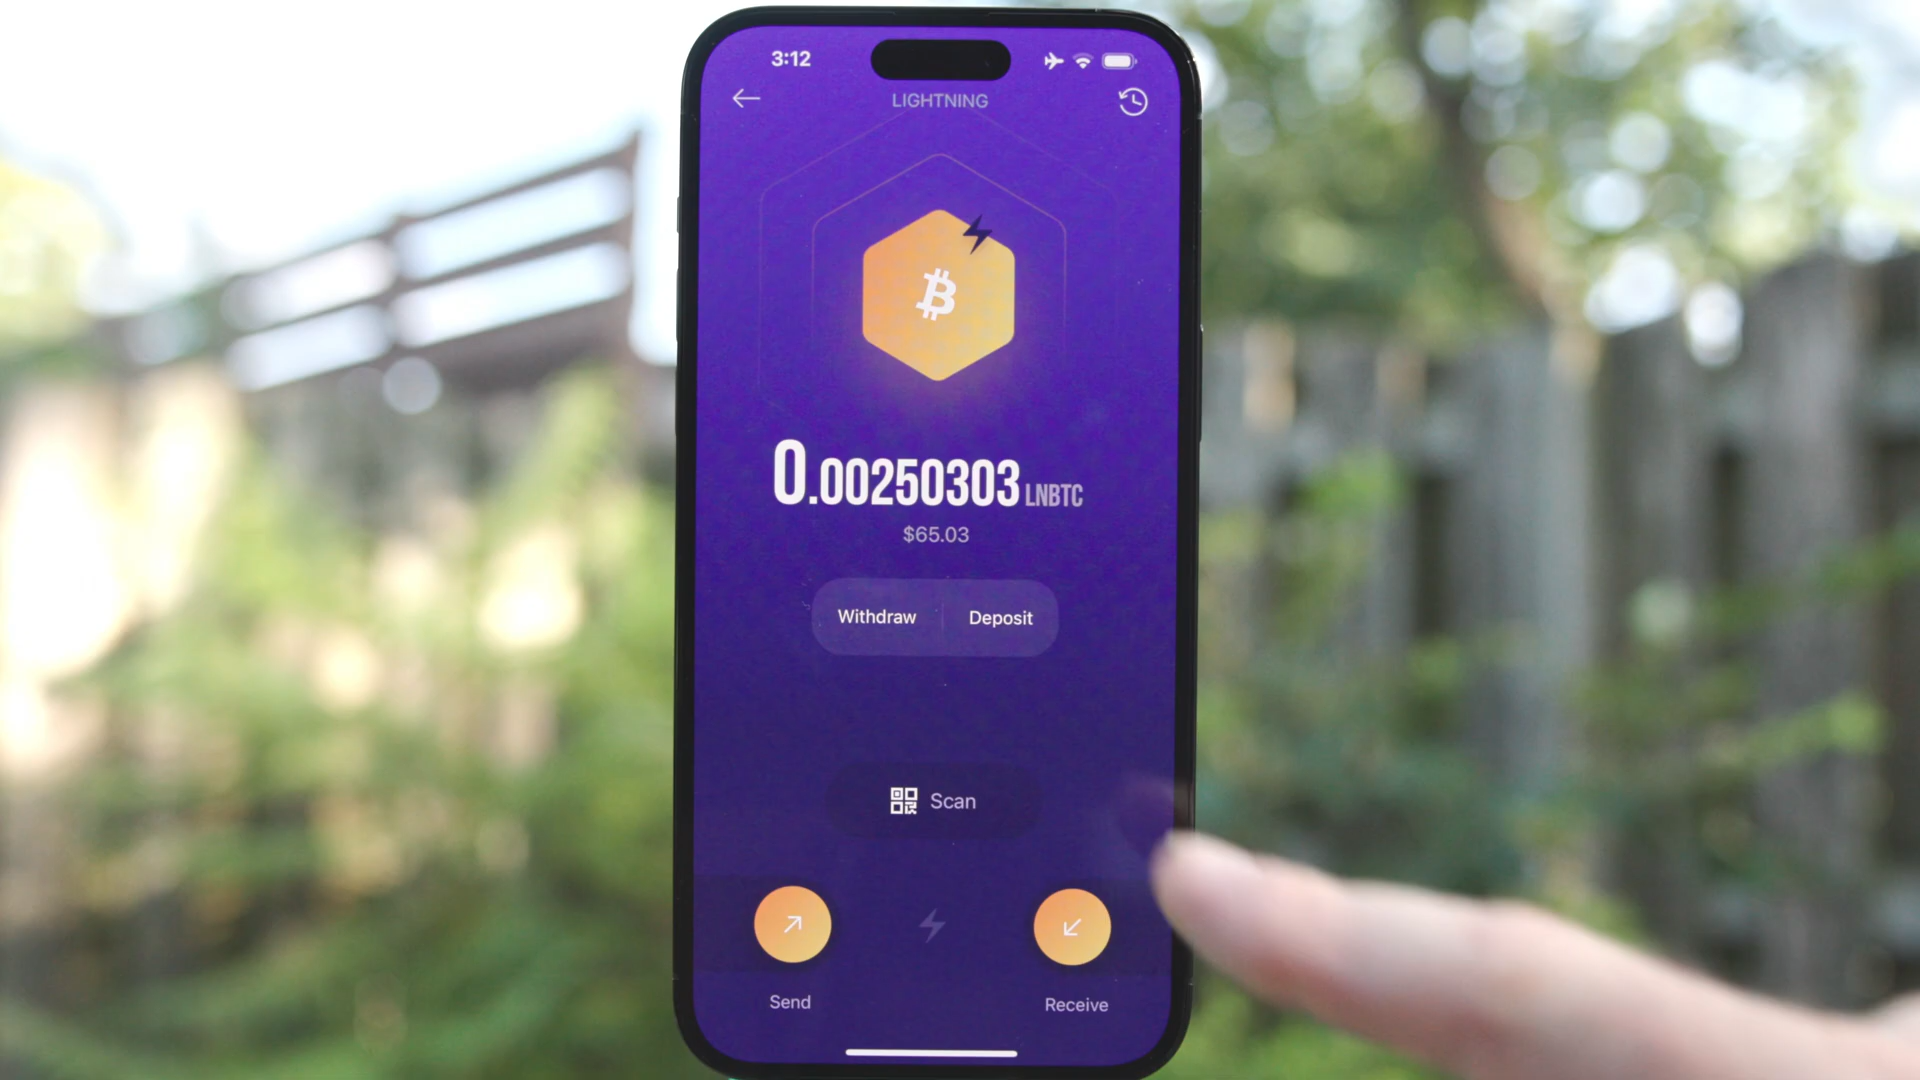 3:12
LIGHTNING
0.00250303 LNBTC
$65.03
Withdraw Deposit
Scan
Send Receive